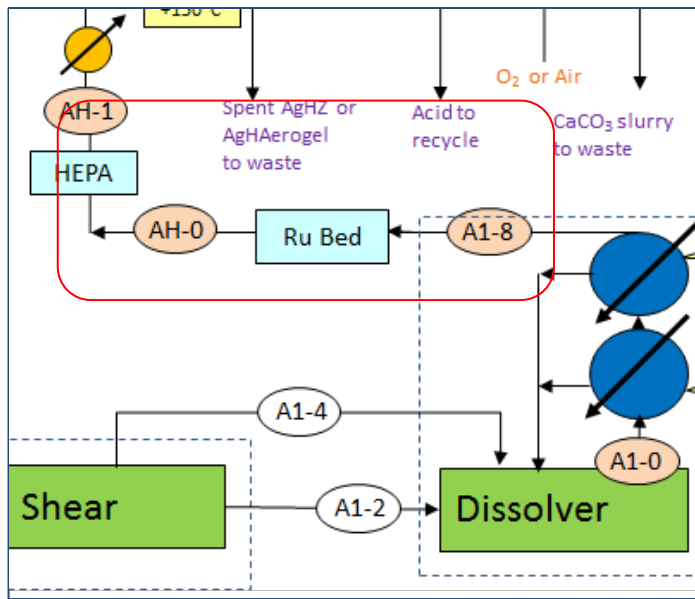 +150°C
O₂ or Air
AH-1
Spent AgHZ or
AgHAerogel
to waste
Acid to
recycle
CaCO₃ slurry
to waste
HEPA
AH-0
Ru Bed
A1-8
A1-4
A1-0
Shear
A1-2
Dissolver